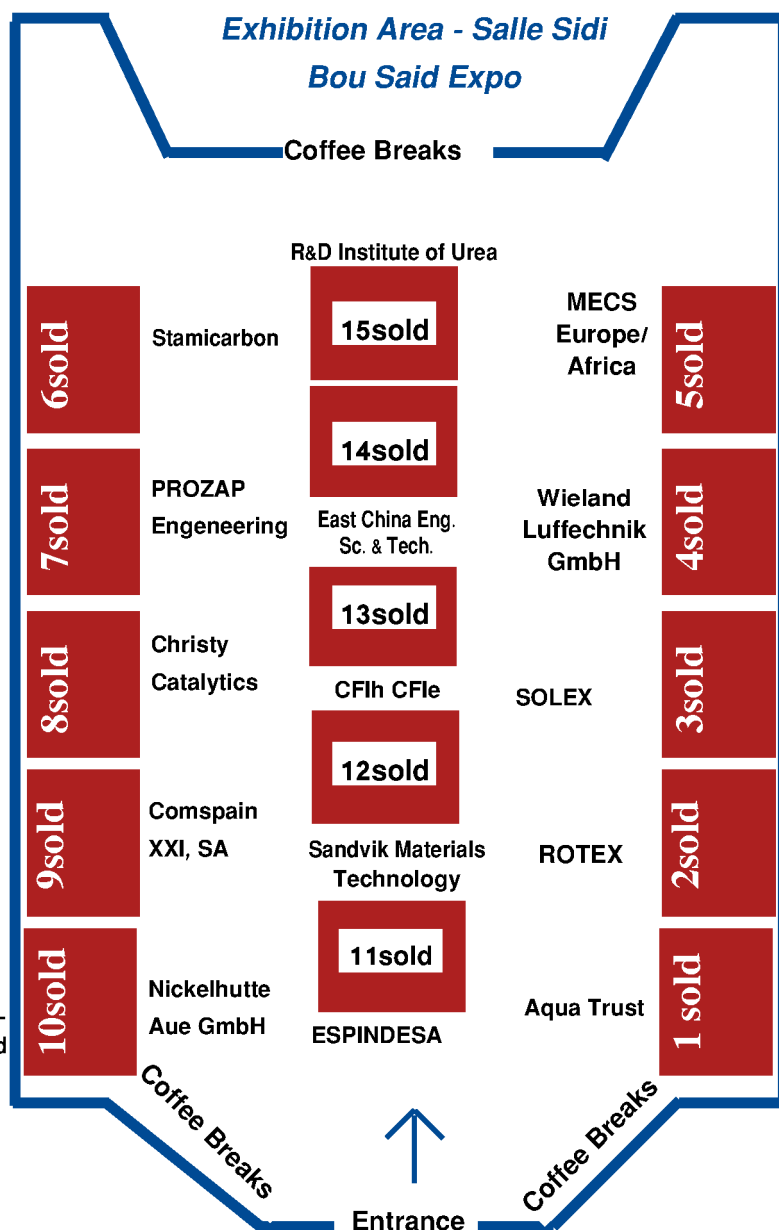 Exhibition Area - Salle Sidi
Bou Said Expo
Coffee Breaks
R&D Institute of Urea
15sold
6sold
Stamicarbon
MECS
Europe/
Africa
5sold
14sold
East China Eng.
Sc. & Tech.
7sold
PROZAP
Engeneering
Wieland
Luffechnik
GmbH
4sold
13sold
CFIh CFIe
8sold
Christy
Catalytics
SOLEX
3sold
12sold
Sandvik Materials
Technology
9sold
Comspain
XXI, SA
ROTEX
2sold
11sold
ESPINDESA
10sold
Nickelhutte
Aue GmbH
Aqua Trust
1 sold
Coffee Breaks
Coffee Breaks
Entrance